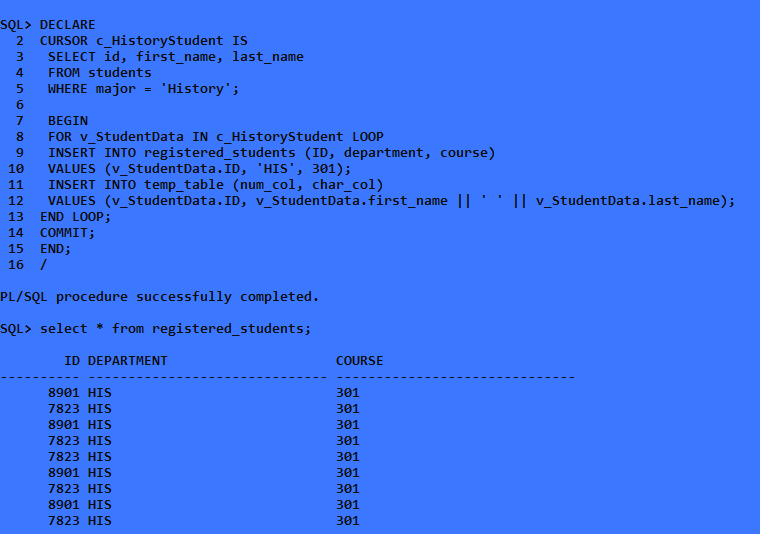 SQL> DECLARE
  2  CURSOR c_HistoryStudent IS
  3   SELECT id, first_name, last_name
  4   FROM students
  5   WHERE major = 'History';
  6
  7   BEGIN
  8   FOR v_StudentData IN c_HistoryStudent LOOP
  9   INSERT INTO registered_students (ID, department, course)
 10   VALUES (v_StudentData.ID, 'HIS', 301);
 11   INSERT INTO temp_table (num_col, char_col)
 12   VALUES (v_StudentData.ID, v_StudentData.first_name || ' ' || v_StudentData.last_name);
 13  END LOOP;
 14  COMMIT;
 15  END;
 16  /
PL/SQL procedure successfully completed.
SQL> select * from registered_students;
        ID DEPARTMENT                     COURSE
---------- ------------------------------ ------------------------------
      8901 HIS                            301
      7823 HIS                            301
      8901 HIS                            301
      7823 HIS                            301
      8901 HIS                            301
      8901 HIS                            301
      7823 HIS                            301
      8901 HIS                            301
      7823 HIS                            301